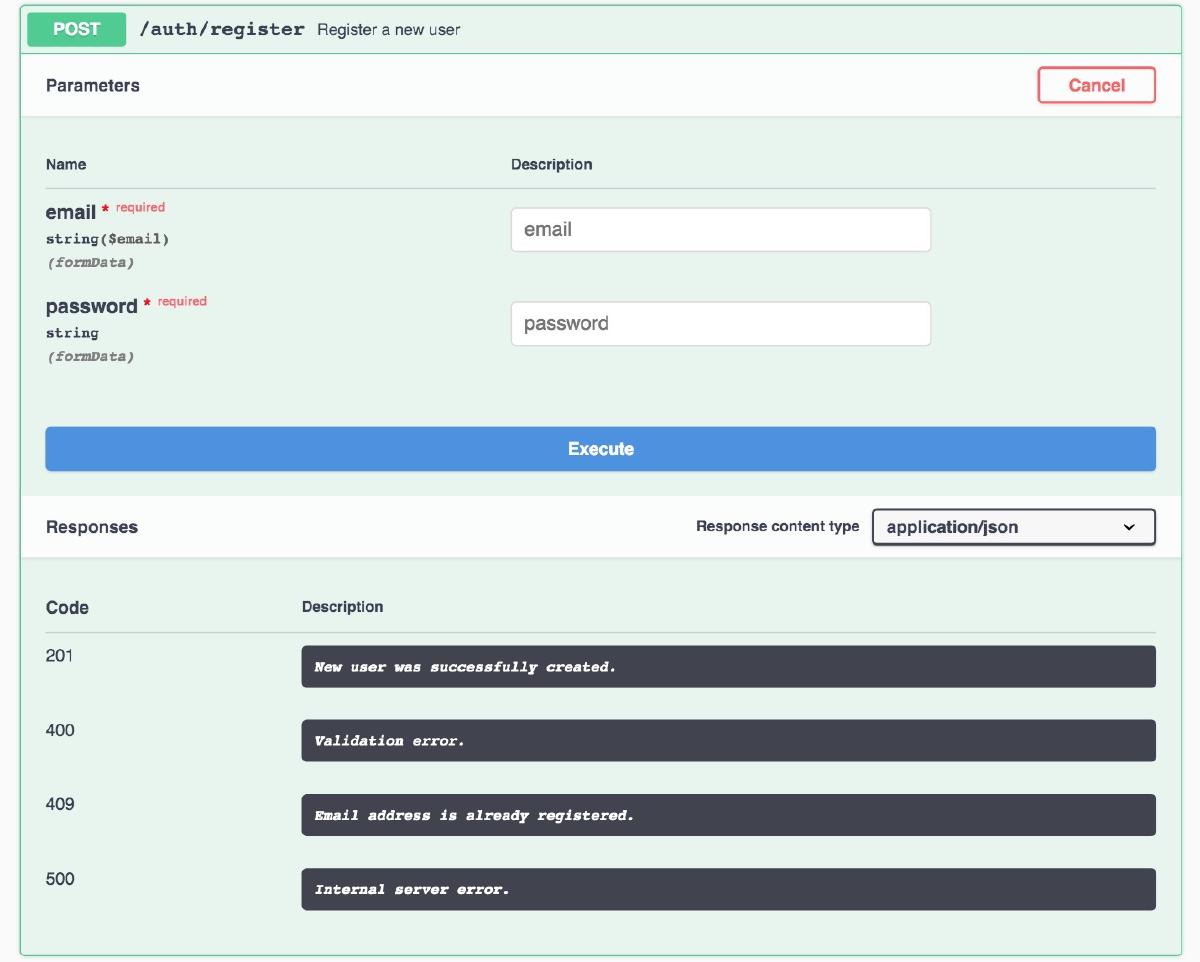 POST /auth/register Register a new user
Parameters
Cancel
Name Description
email * required
string($email)
(formData)
email
password * required
string
(formData)
password
Execute
Responses
Response content type application/json
Code Description
201 New user was successfully created.
400 Validation error.
409 Email address is already registered.
500 Internal server error.